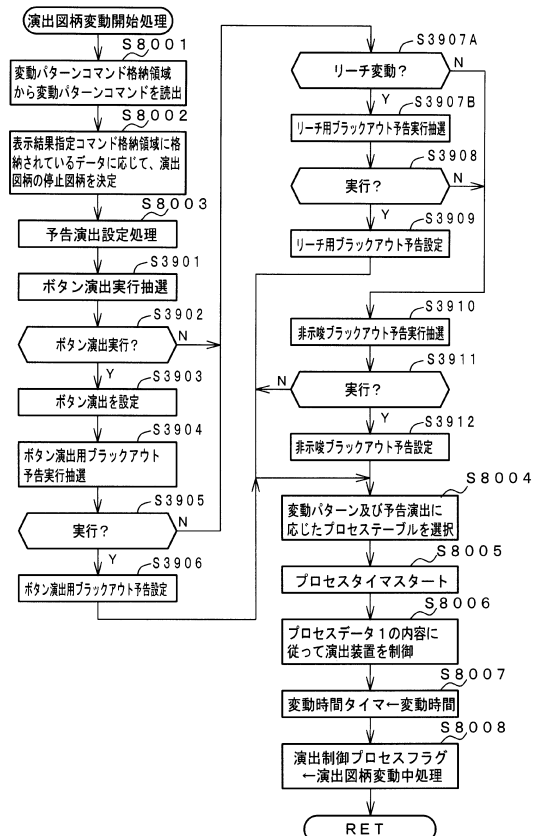 演出図柄変動開始処理
S8001
変動パターンコマンド格納領域
から変動パターンコマンドを読出
S8002
表示結果指定コマンド格納領域に格
納されているデータに応じて、演出
図柄の停止図柄を決定
S8003
予告演出設定処理
S3901
ボタン演出実行抽選
S3902
ボタン演出実行?
N
Y
S3903
ボタン演出を設定
S3904
ボタン演出用ブラックアウト
予告実行抽選
S3905
実行?
N
Y
S3906
ボタン演出用ブラックアウト予告設定
S3907A
リーチ変動?
N
Y
S3907B
リーチ用ブラックアウト予告実行抽選
S3908
実行?
N
Y
S3909
リーチ用ブラックアウト予告設定
S3910
非示唆ブラックアウト予告実行抽選
S3911
実行?
N
Y
S3912
非示唆ブラックアウト予告設定
S8004
変動パターン及び予告演出に
応じたプロセステーブルを選択
S8005
プロセスタイマスタート
S8006
プロセスデータ1の内容に
従って演出装置を制御
S8007
変動時間タイマ←変動時間
S8008
演出制御プロセスフラグ
←演出図柄変動中処理
RET